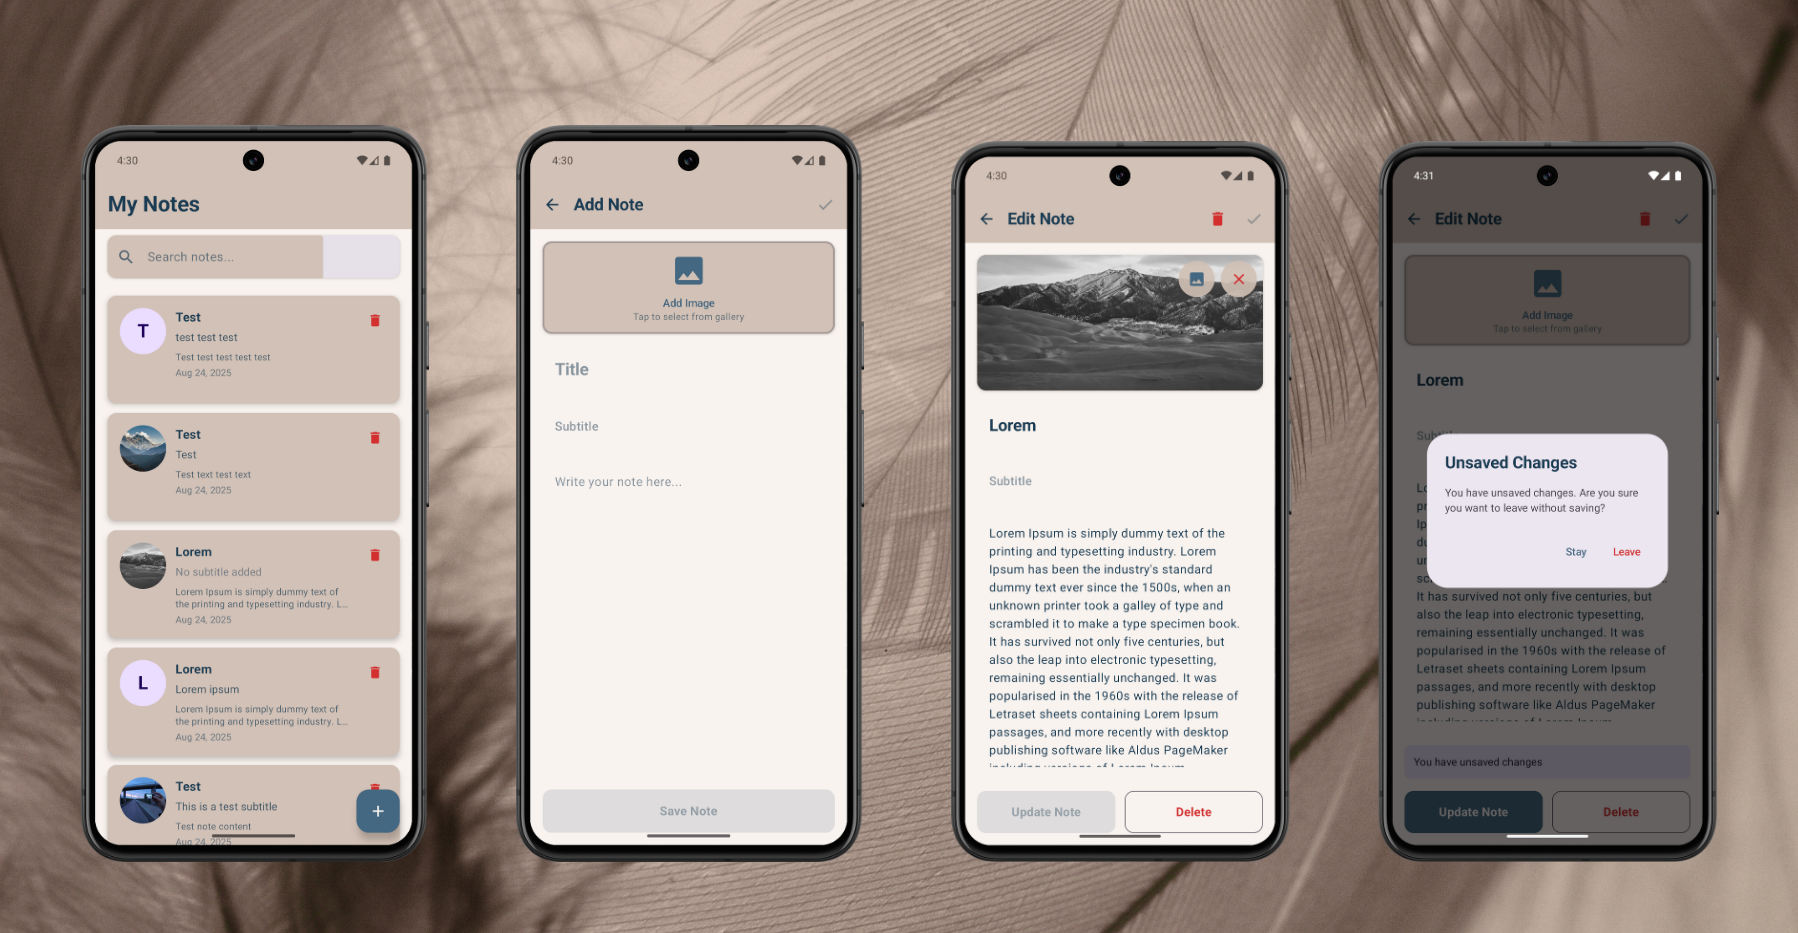 4:30
My Notes
Search notes...
T
Test
test test test
Test test test test test
Aug 24, 2025
Test
Test
Test text test text
Aug 24, 2025
Lorem
No subtitle added
Lorem Ipsum is simply dummy text of
the printing and typesetting industry. L...
Aug 24, 2025
L
Lorem
Lorem ipsum
Lorem Ipsum is simply dummy text of
the printing and typesetting industry. L...
Aug 24, 2025
Test
This is a test subtitle
Test note content
Aug 24, 2025
+
4:30
Add Note
Add Image
Tap to select from gallery
Title
Subtitle
Write your note here...
Save Note
4:30
Edit Note
Lorem
Subtitle
Lorem Ipsum is simply dummy text of the
printing and typesetting industry. Lorem
Ipsum has been the industry's standard
dummy text ever since the 1500s, when an
unknown printer took a galley of type and
scrambled it to make a type specimen book.
It has survived not only five centuries, but
also the leap into electronic typesetting,
remaining essentially unchanged. It was
popularised in the 1960s with the release of
Letraset sheets containing Lorem Ipsum
passages, and more recently with desktop
publishing software like Aldus PageMaker
including versions of Lorem Ipsum
Update Note
Delete
4:31
Edit Note
Add Image
Tap to select from gallery
Lorem
Unsaved Changes
You have unsaved changes. Are you sure
you want to leave without saving?
Stay
Leave
It has survived not only five centuries, but
also the leap into electronic typesetting,
remaining essentially unchanged. It was
popularised in the 1960s with the release of
Letraset sheets containing Lorem Ipsum
passages, and more recently with desktop
publishing software like Aldus PageMaker
including versions of Lorem Ipsum
You have unsaved changes
Update Note
Delete